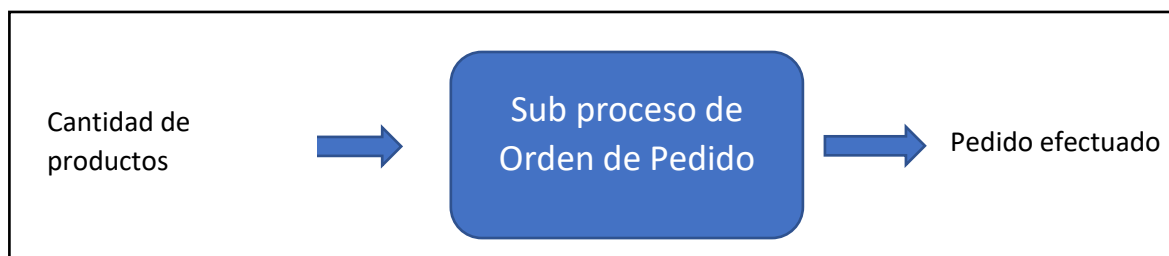 Cantidad de
productos
Sub proceso de
Orden de Pedido
Pedido efectuado